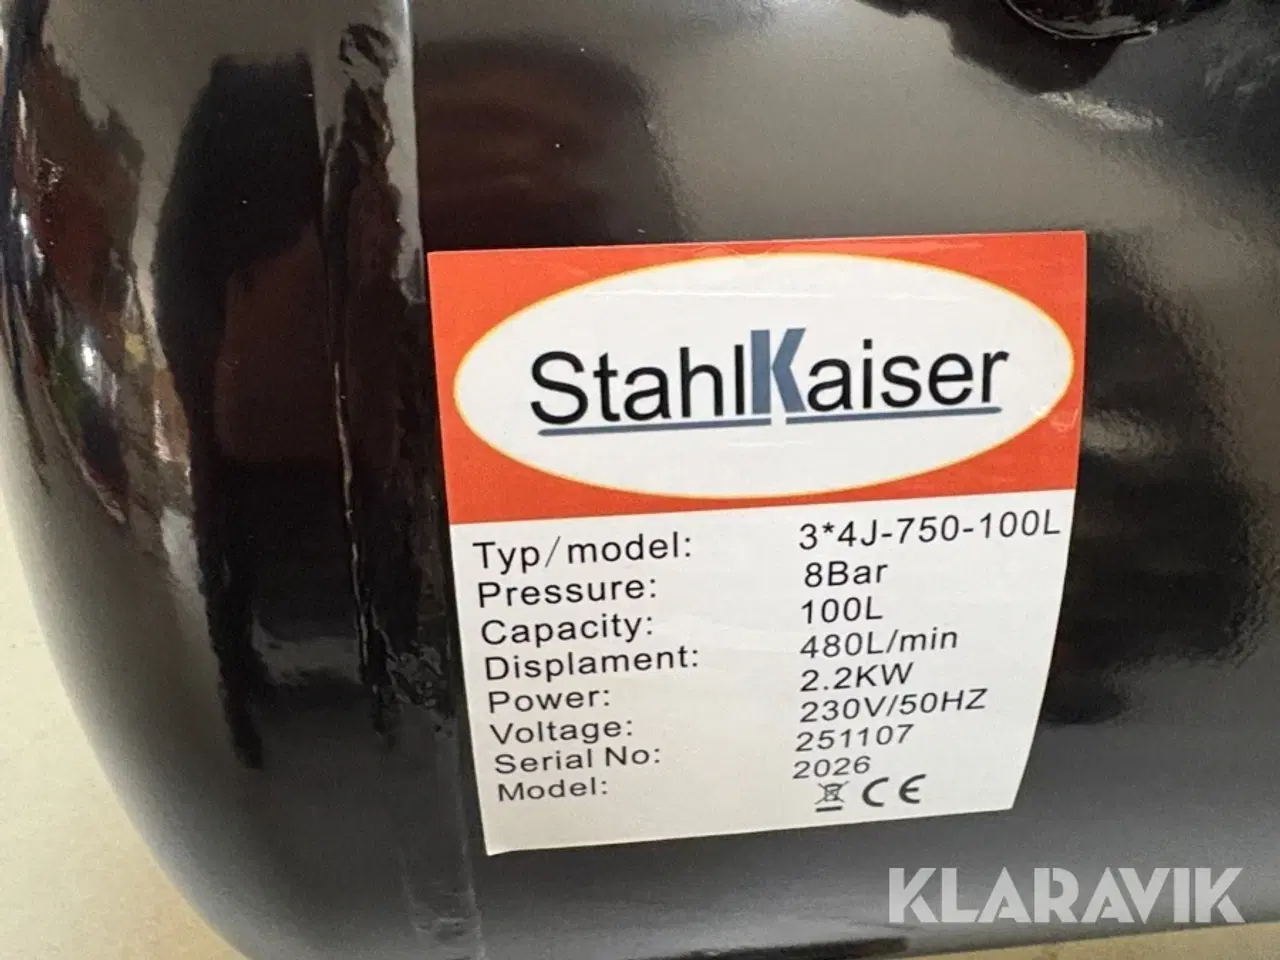 StahlKaiser
Typ/model: 3*4J-750-100L
Pressure: 8Bar
Capacity: 100L
Displament: 480L/min
Power: 2.2KW
Voltage: 230V/50HZ
Serial No: 251107
Model: 2026
CE
KLARAVIK